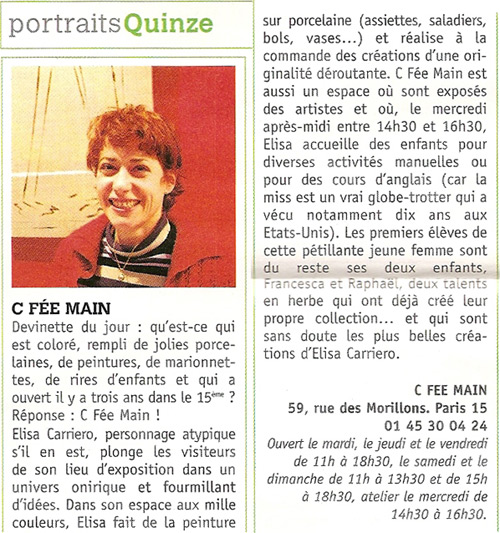 portraitsQuinze
C FÉE MAIN
Devinette du jour : qu'est-ce qui
est coloré, rempli de jolies porce-
laines, de peintures, de marionnet-
tes, de rires d'enfants et qui a
ouvert il y a trois ans dans le 15ème ?
Réponse : C Fée Main !
Elisa Carriero, personnage atypique
s'il en est, plonge les visiteurs
de son lieu d'exposition dans un
univers onirique et fourmillant
d'idées. Dans son espace aux mille
couleurs, Elisa fait de la peinture
sur porcelaine (assiettes, saladiers,
bols, vases...) et réalise à la
commande des créations d'une ori-
ginalité déroutante. C Fée Main est
aussi un espace où sont exposés
des artistes et où, le mercredi
après-midi entre 14h30 et 16h30,
Elisa accueille des enfants pour
diverses activités manuelles ou
pour des cours d'anglais (car la
miss est un vrai globe-trotter qui a
vécu notamment dix ans aux
Etats-Unis). Les premiers élèves de
cette pétillante jeune femme sont
du reste ses deux enfants,
Francesca et Raphaël, deux talents
en herbe qui ont déjà créé leur
propre collection... et qui sont
sans doute les plus belles créa-
tions d'Elisa Carriero.
C FEE MAIN
59, rue des Morillons. Paris 15
01 45 30 04 24
Ouvert le mardi, le jeudi et le vendredi
de 11h à 18h30, le samedi et le
dimanche de 11h à 13h30 et de 15h
à 18h30, atelier le mercredi de
14h30 à 16h30.